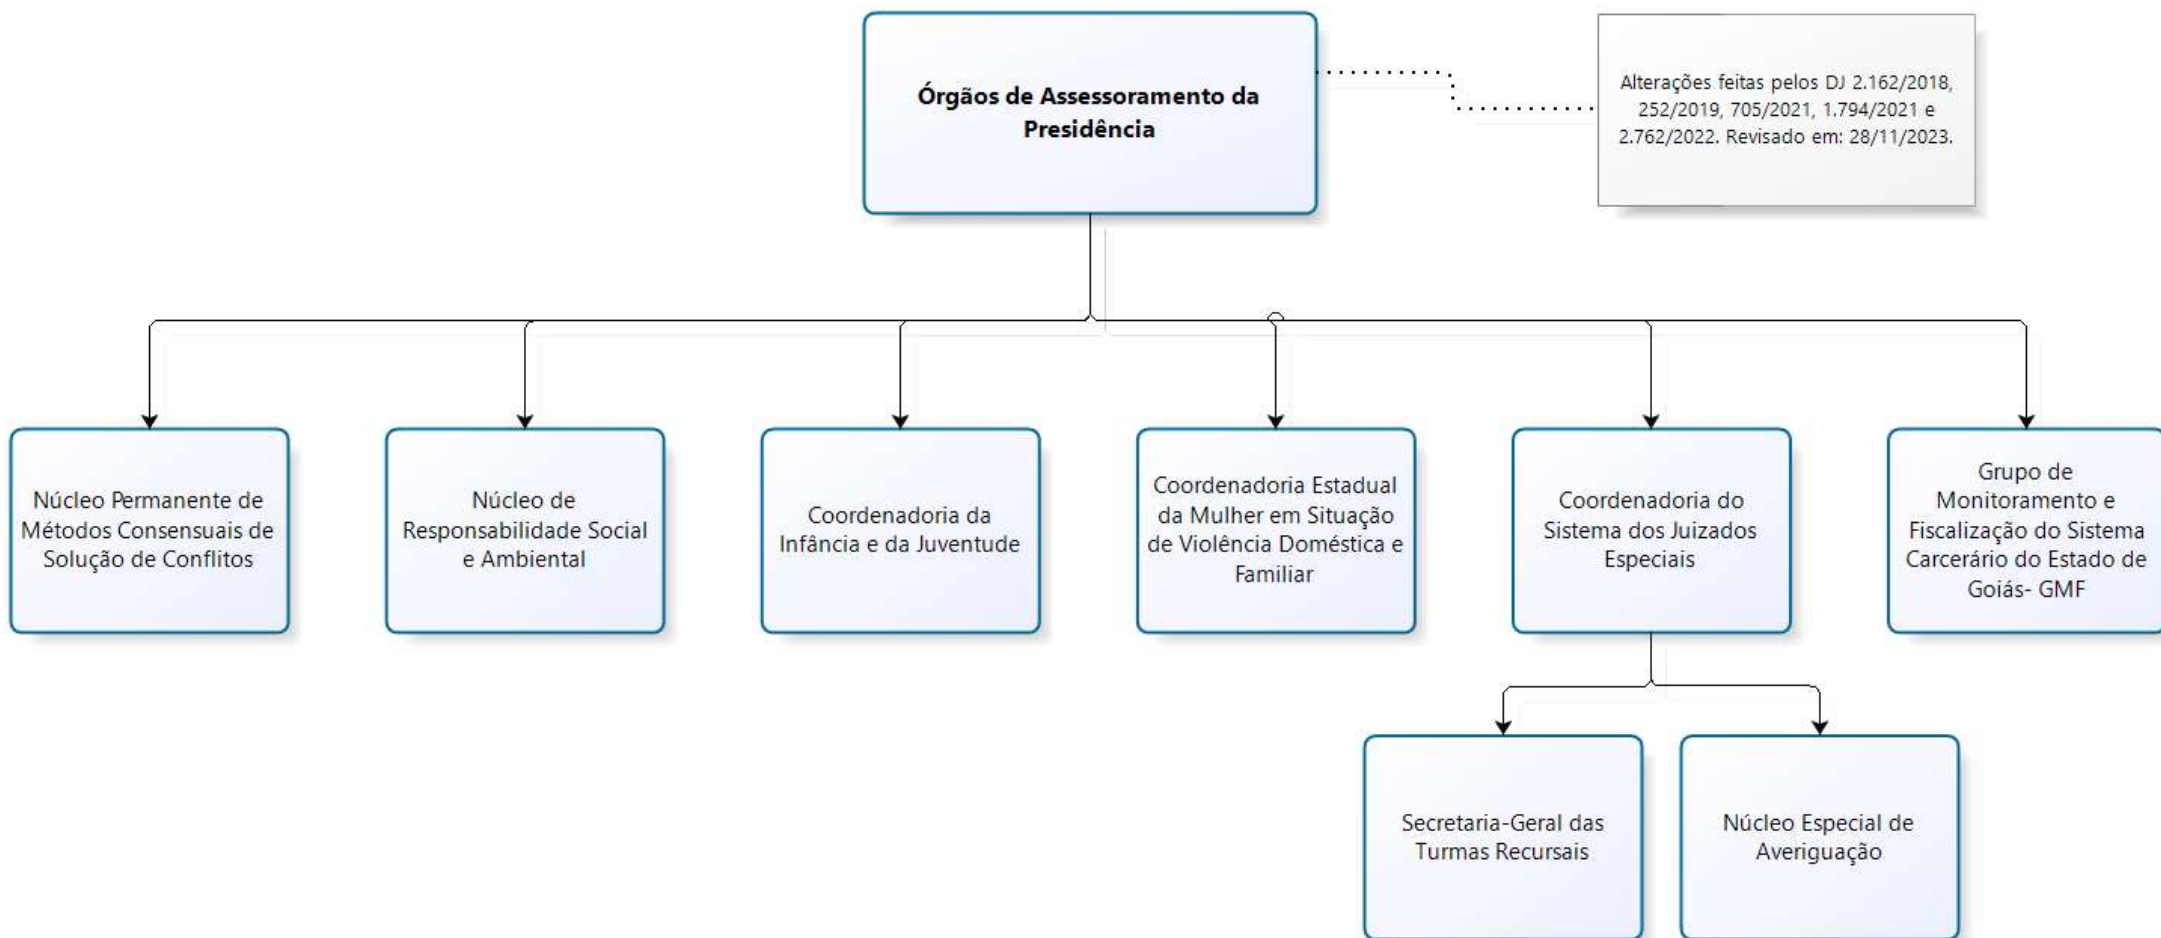 Órgãos de Assessoramento da
Presidência
Alterações feitas pelos DJ 2.162/2018,
252/2019, 705/2021, 1.794/2021 e
2.762/2022. Revisado em: 28/11/2023.
Núcleo Permanente de
Métodos Consensuais de
Solução de Conflitos
Núcleo de
Responsabilidade Social
e Ambiental
Coordenadoria da
Infância e da Juventude
Coordenadoria Estadual
da Mulher em Situação
de Violência Doméstica e
Familiar
Coordenadoria do
Sistema dos Juizados
Especiais
Grupo de
Monitoramento e
Fiscalização do Sistema
Carcerário do Estado de
Goiás- GMF
Secretaria-Geral das
Turmas Recursais
Núcleo Especial de
Averiguação